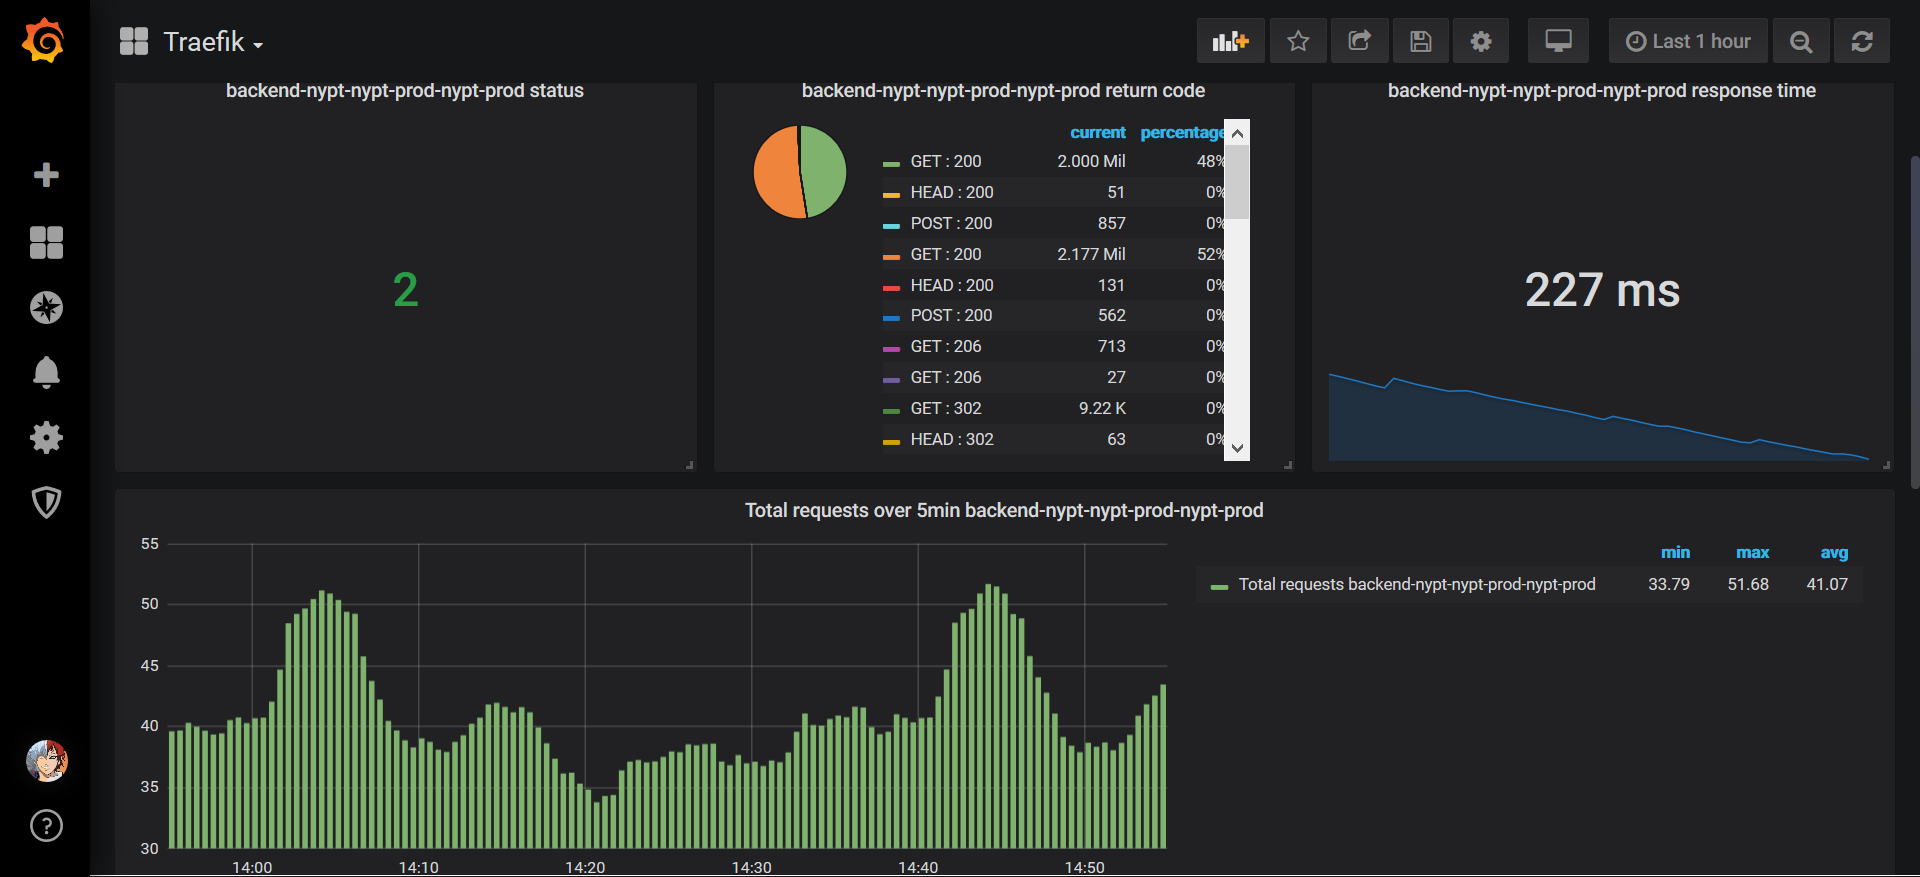 Traefik
Last 1 hour
backend-nypt-nypt-prod-nypt-prod status
2
backend-nypt-nypt-prod-nypt-prod return code
current percentage
GET : 200 2.000 Mil 48%
HEAD : 200 51 0%
POST : 200 857 0%
GET : 200 2.177 Mil 52%
HEAD : 200 131 0%
POST : 200 562 0%
GET : 206 713 0%
GET : 206 27 0%
GET : 302 9.22 K 0%
HEAD : 302 63 0%
backend-nypt-nypt-prod-nypt-prod response time
227 ms
Total requests over 5min backend-nypt-nypt-prod-nypt-prod
55
50
45
40
35
30
14:00 14:10 14:20 14:30 14:40 14:50
min max avg
Total requests backend-nypt-nypt-prod-nypt-prod 33.79 51.68 41.07